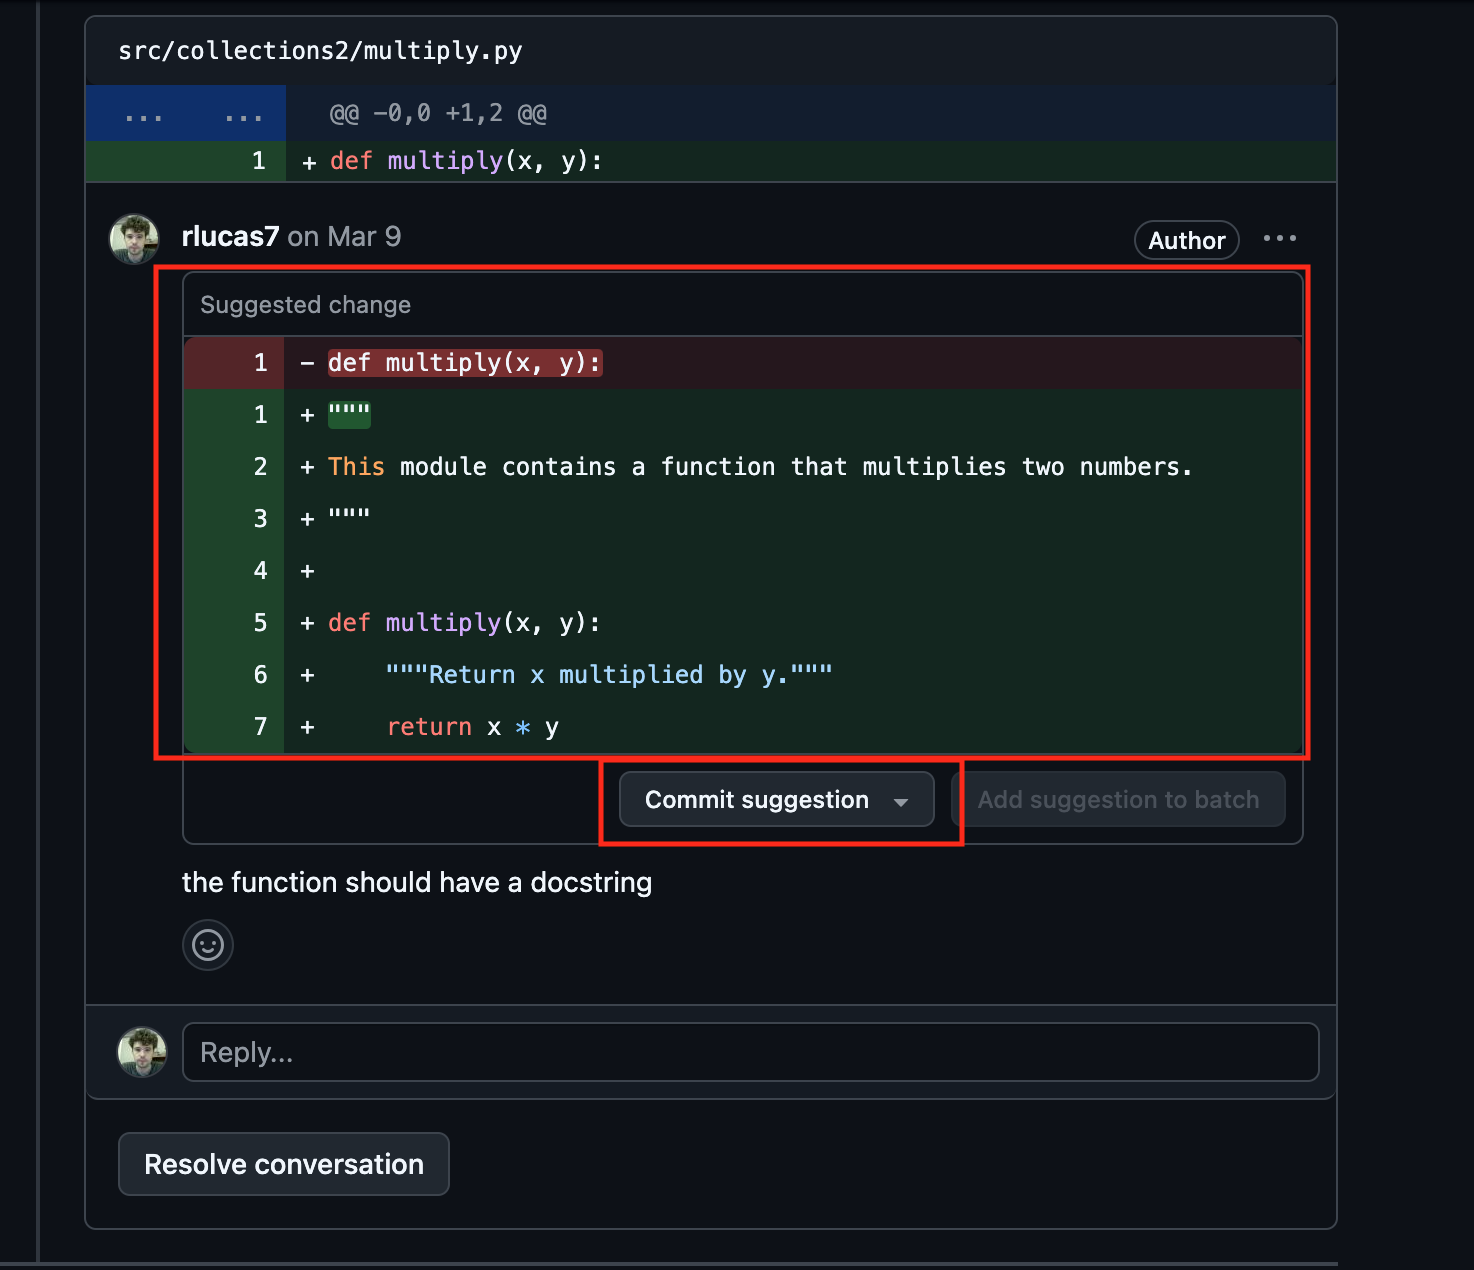 src/collections2/multiply.py
... ... @@ -0,0 +1,2 @@
1 + def multiply(x, y):
rlucas7 on Mar 9 Author ...
Suggested change
1 - def multiply(x, y):
1 + """
2 + This module contains a function that multiplies two numbers.
3 + """
4 +
5 + def multiply(x, y):
6 +     """Return x multiplied by y."""
7 +     return x * y
Commit suggestion Add suggestion to batch
the function should have a docstring
Reply...
Resolve conversation